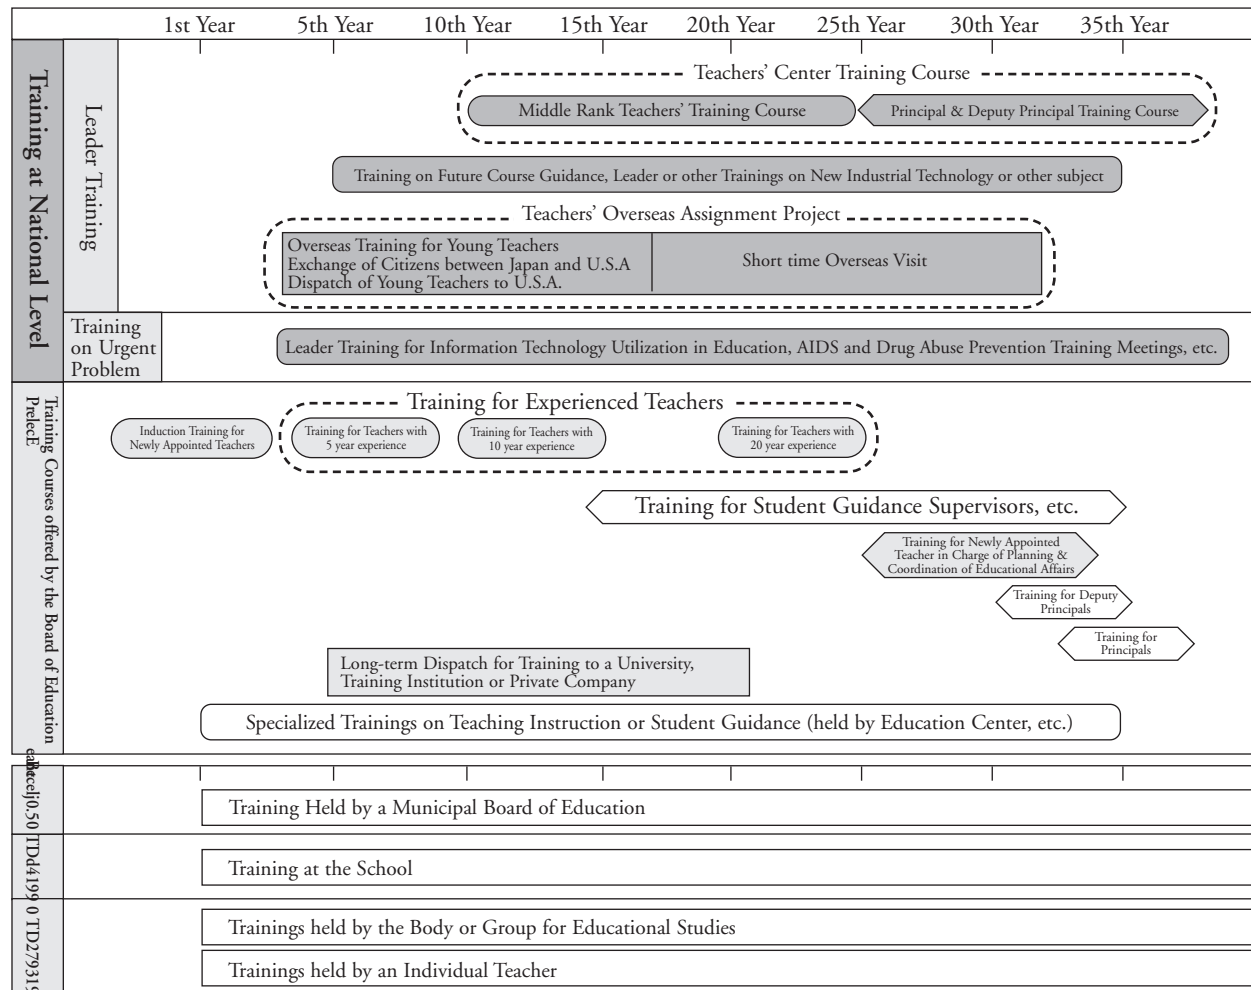 1st Year 5th Year 10th Year 15th Year 20th Year 25th Year 30th Year 35th Year
Training at National Level
Leader Training
Teachers' Center Training Course
Middle Rank Teachers' Training Course
Principal & Deputy Principal Training Course
Training on Future Course Guidance, Leader or other Trainings on New Industrial Technology or other subject
Teachers' Overseas Assignment Project
Overseas Training for Young Teachers
Exchange of Citizens between Japan and U.S.A
Dispatch of Young Teachers to U.S.A.
Short time Overseas Visit
Training
on Urgent
Problem
Leader Training for Information Technology Utilization in Education, AIDS and Drug Abuse Prevention Training Meetings, etc.
Training Courses offered by the Board of Education
PrelecE
Training for Experienced Teachers
Induction Training for
Newly Appointed Teachers
Training for Teachers with
5 year experience
Training for Teachers with
10 year experience
Training for Teachers with
20 year experience
Training for Student Guidance Supervisors, etc.
Training for Newly Appointed
Teacher in Charge of Planning &
Coordination of Educational Affairs
Training for Deputy
Principals
Training for
Principals
Long-term Dispatch for Training to a University,
Training Institution or Private Company
Specialized Trainings on Teaching Instruction or Student Guidance (held by Education Center, etc.)
Training Held by a Municipal Board of Education
TDd4199 0 TD279319
Training at the School
Trainings held by the Body or Group for Educational Studies
Trainings held by an Individual Teacher